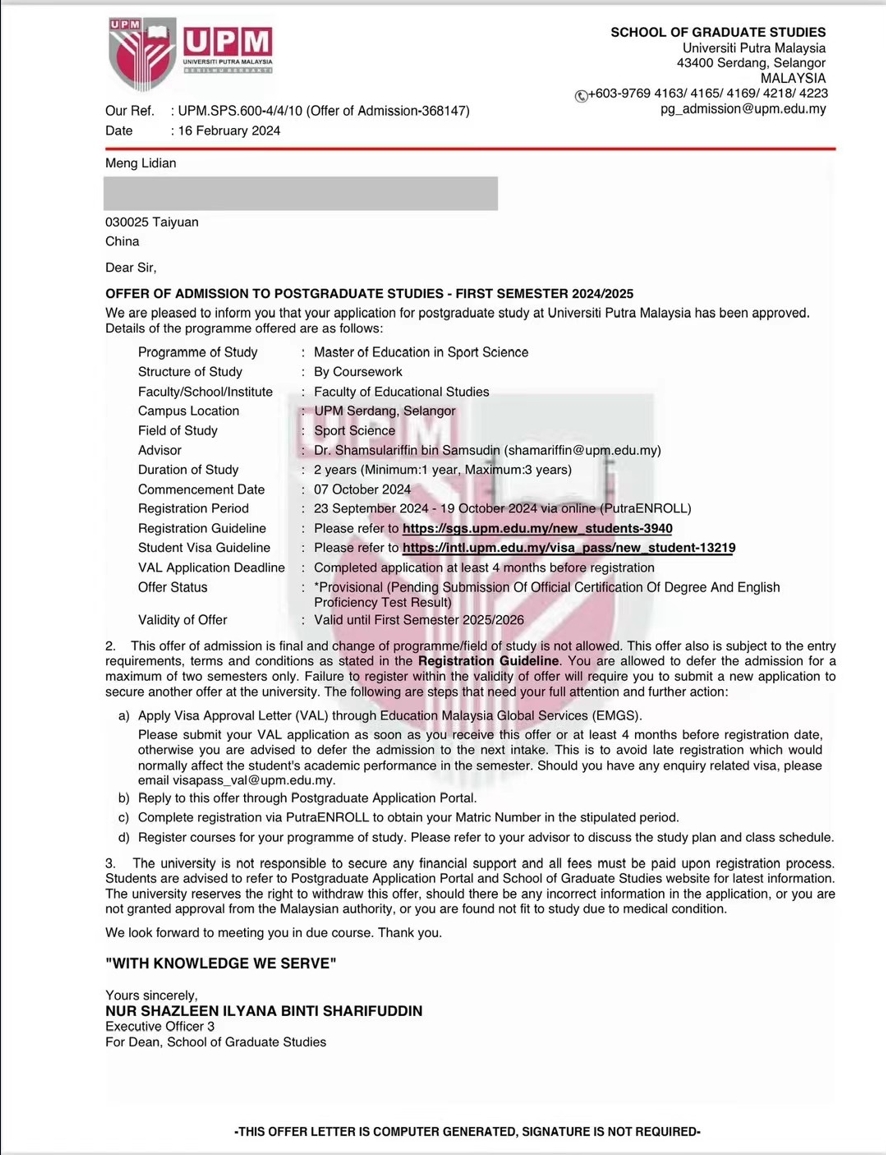 UPM
UPM
UNIVERSITI PUTRA MALAYSIA
BERILMU BERBAKTI
SCHOOL OF GRADUATE STUDIES
Universiti Putra Malaysia
43400 Serdang, Selangor
MALAYSIA
+603-9769 4163/ 4165/ 4169/ 4218/ 4223
pg_admission@upm.edu.my
Our Ref. : UPM.SPS.600-4/4/10 (Offer of Admission-368147)
Date : 16 February 2024
Meng Lidian
030025 Taiyuan
China
Dear Sir,
OFFER OF ADMISSION TO POSTGRADUATE STUDIES - FIRST SEMESTER 2024/2025
We are pleased to inform you that your application for postgraduate study at Universiti Putra Malaysia has been approved.
Details of the programme offered are as follows:
Programme of Study : Master of Education in Sport Science
Structure of Study : By Coursework
Faculty/School/Institute : Faculty of Educational Studies
Campus Location : UPM Serdang, Selangor
Field of Study : Sport Science
Advisor : Dr. Shamsulariffin bin Samsudin (shamariffin@upm.edu.my)
Duration of Study : 2 years (Minimum:1 year, Maximum:3 years)
Commencement Date : 07 October 2024
Registration Period : 23 September 2024 - 19 October 2024 via online (PutraENROLL)
Registration Guideline : Please refer to https://sgs.upm.edu.my/new_students-3940
Student Visa Guideline : Please refer to https://intl.upm.edu.my/visa_pass/new_student-13219
VAL Application Deadline : Completed application at least 4 months before registration
Offer Status : *Provisional (Pending Submission Of Official Certification Of Degree And English
Proficiency Test Result)
Validity of Offer : Valid until First Semester 2025/2026
2. This offer of admission is final and change of programme/field of study is not allowed. This offer also is subject to the entry
requirements, terms and conditions as stated in the Registration Guideline. You are allowed to defer the admission for a
maximum of two semesters only. Failure to register within the validity of offer will require you to submit a new application to
secure another offer at the university. The following are steps that need your full attention and further action:
a) Apply Visa Approval Letter (VAL) through Education Malaysia Global Services (EMGS).
Please submit your VAL application as soon as you receive this offer or at least 4 months before registration date,
otherwise you are advised to defer the admission to the next intake. This is to avoid late registration which would
normally affect the student's academic performance in the semester. Should you have any enquiry related visa, please
email visapass_val@upm.edu.my.
b) Reply to this offer through Postgraduate Application Portal.
c) Complete registration via PutraENROLL to obtain your Matric Number in the stipulated period.
d) Register courses for your programme of study. Please refer to your advisor to discuss the study plan and class schedule.
3. The university is not responsible to secure any financial support and all fees must be paid upon registration process.
Students are advised to refer to Postgraduate Application Portal and School of Graduate Studies website for latest information.
The university reserves the right to withdraw this offer, should there be any incorrect information in the application, or you are
not granted approval from the Malaysian authority, or you are found not fit to study due to medical condition.
We look forward to meeting you in due course. Thank you.
"WITH KNOWLEDGE WE SERVE"
Yours sincerely,
NUR SHAZLEEN ILYANA BINTI SHARIFUDDIN
Executive Officer 3
For Dean, School of Graduate Studies
-THIS OFFER LETTER IS COMPUTER GENERATED, SIGNATURE IS NOT REQUIRED-